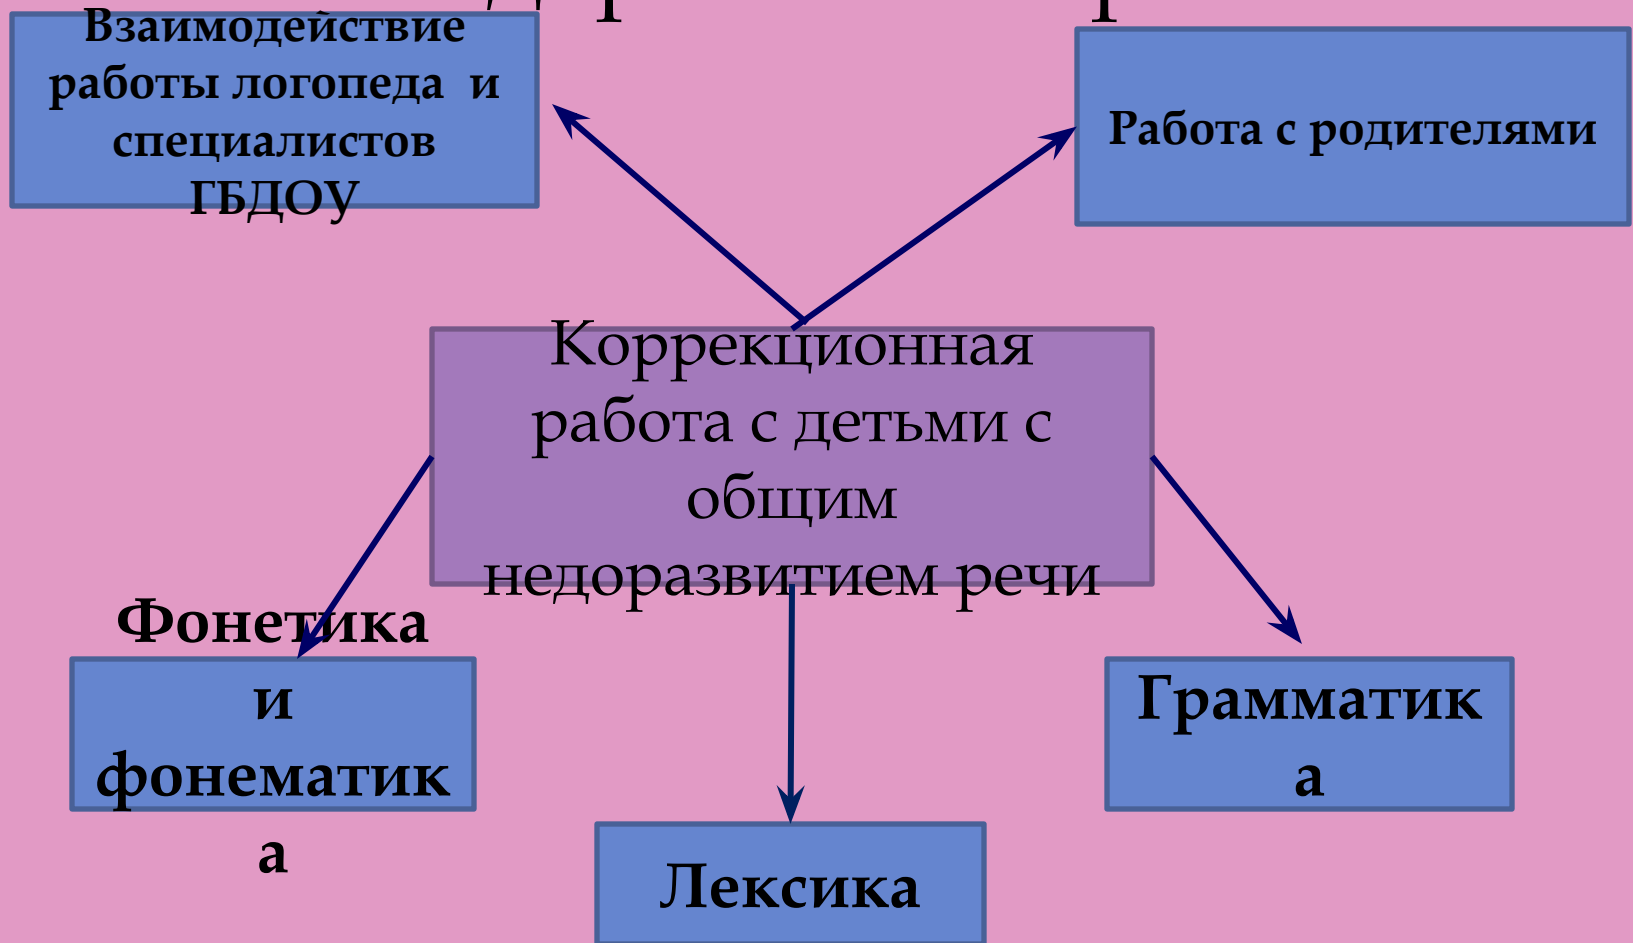 Взаимодействие
работы логопеда и
специалистов
ГБДОУ
Работа с родителями
Коррекционная
работа с детьми с
общим
недоразвитием речи
Фонетика
и
фонематик
а
Грамматик
а
Лексика